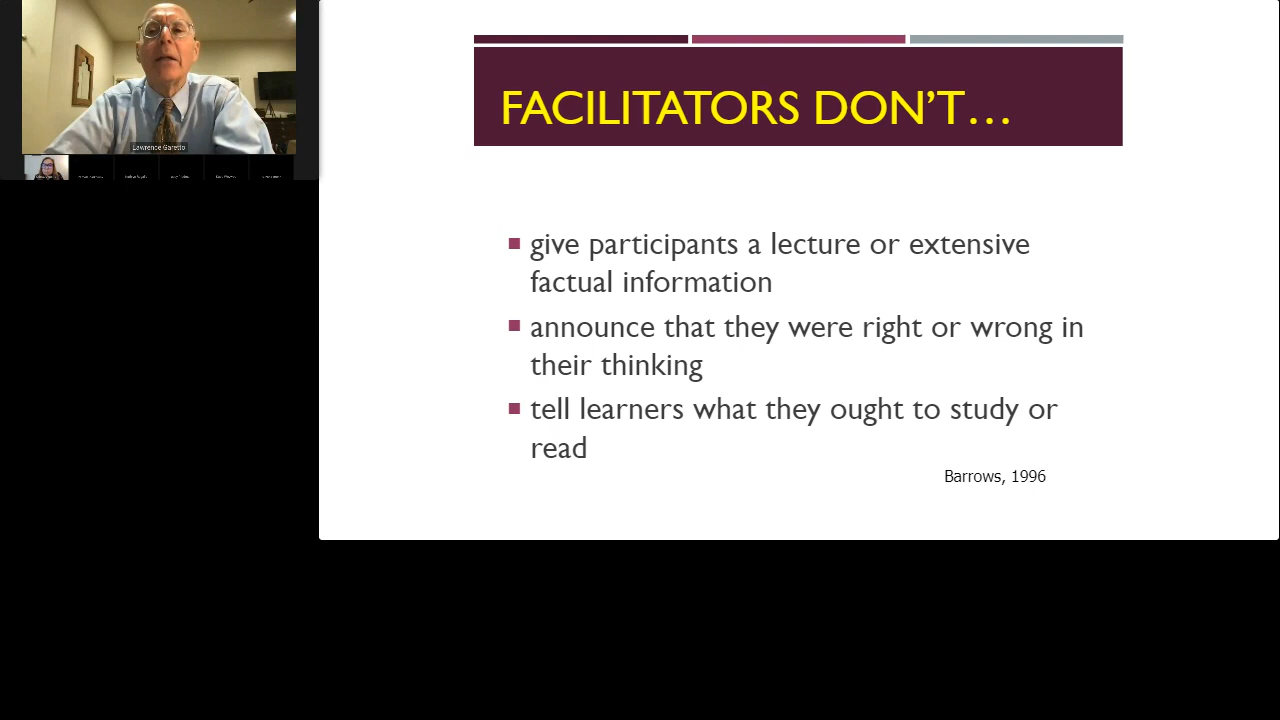 Lawrence Garetto
FACILITATORS DON'T…
give participants a lecture or extensive
factual information
announce that they were right or wrong in
their thinking
tell learners what they ought to study or
read
Barrows, 1996